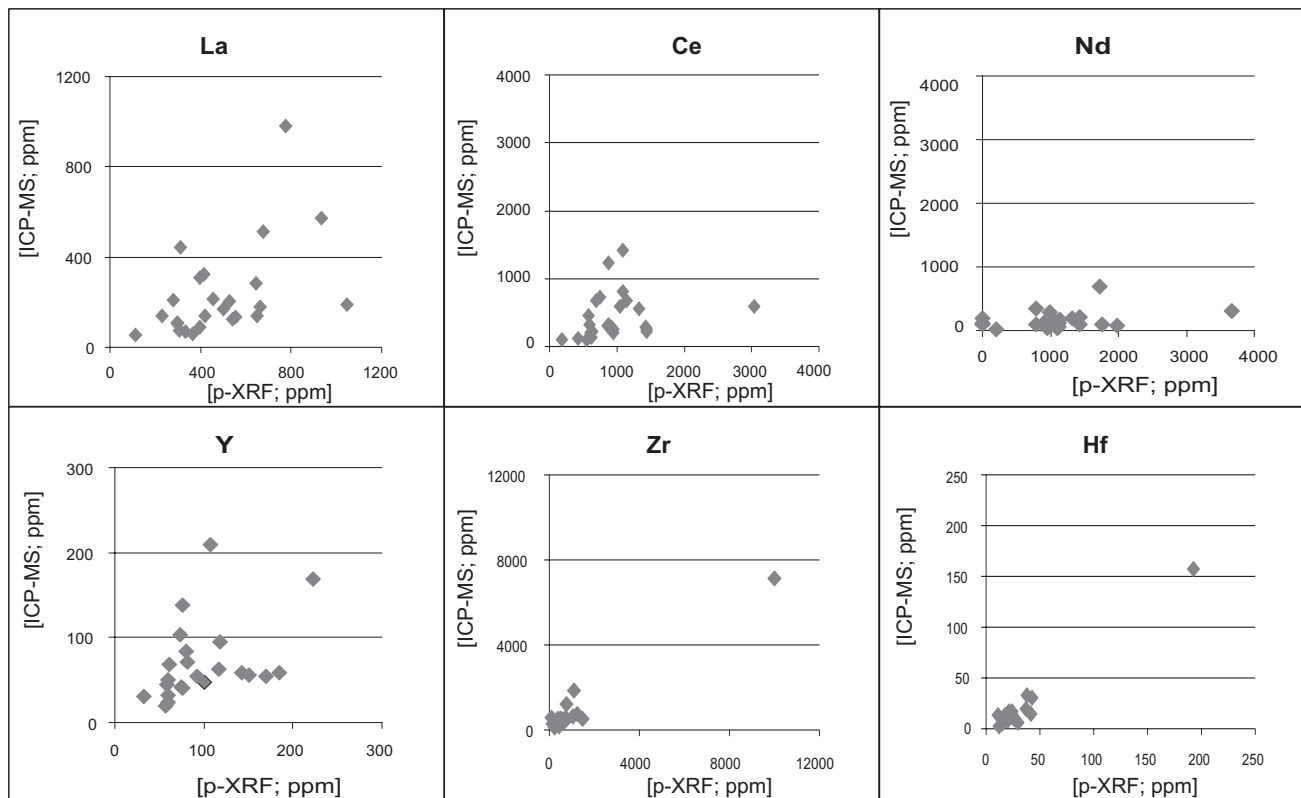 La
[ICP-MS; ppm]
1200
800
400
0
0 400 800 1200
[p-XRF; ppm]
Ce
[ICP-MS; ppm]
4000
3000
2000
1000
0
0 1000 2000 3000 4000
[p-XRF; ppm]
Nd
[ICP-MS; ppm]
4000
3000
2000
1000
0
0 1000 2000 3000 4000
[p-XRF; ppm]
Y
[ICP-MS; ppm]
300
200
100
0
0 100 200 300
[p-XRF; ppm]
Zr
[ICP-MS; ppm]
12000
8000
4000
0
0 4000 8000 12000
[p-XRF; ppm]
Hf
[ICP-MS; ppm]
250
200
150
100
50
0
0 50 100 150 200 250
[p-XRF; ppm]